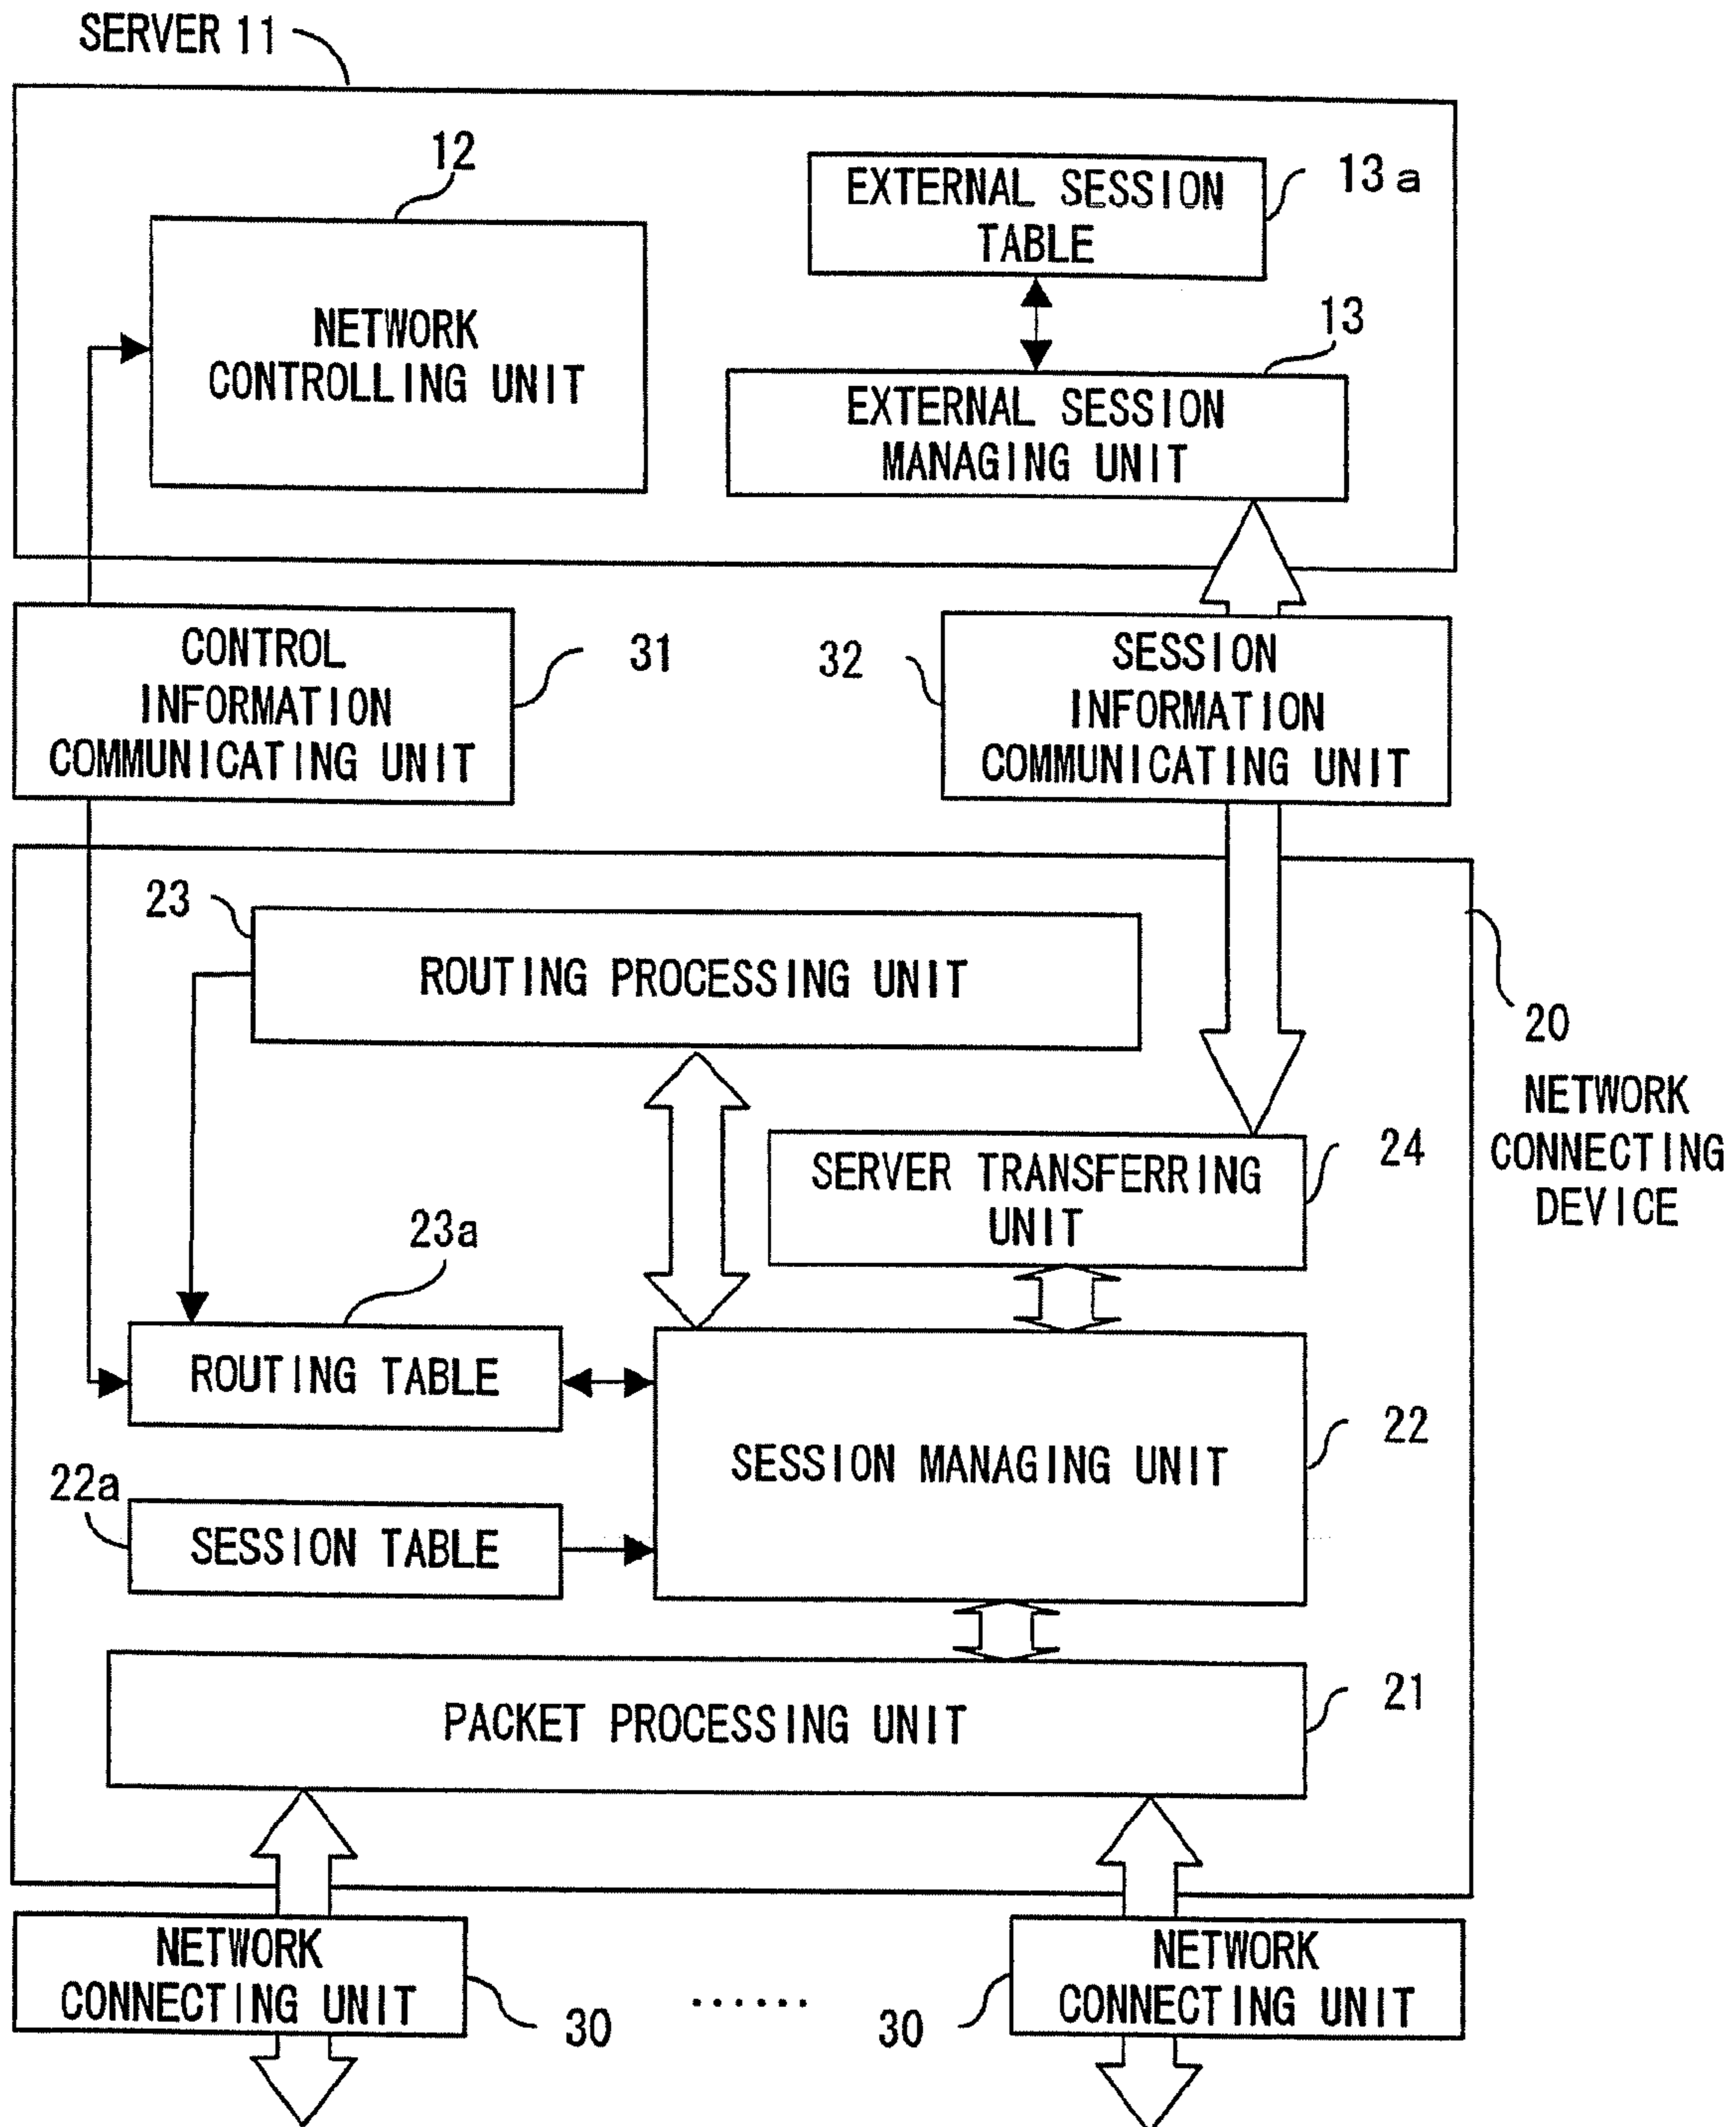 SERVER 11
12
13a
EXTERNAL SESSION
TABLE
NETWORK
CONTROLLING UNIT
13
EXTERNAL SESSION
MANAGING UNIT
CONTROL
INFORMATION
COMMUNICATING UNIT
31
32
SESSION
INFORMATION
COMMUNICATING UNIT
23
ROUTING PROCESSING UNIT
20
NETWORK
CONNECTING
DEVICE
SERVER TRANSFERRING
UNIT
24
23a
ROUTING TABLE
SESSION MANAGING UNIT
22
22a
SESSION TABLE
PACKET PROCESSING UNIT
21
NETWORK
CONNECTING UNIT
30
......
30
NETWORK
CONNECTING UNIT